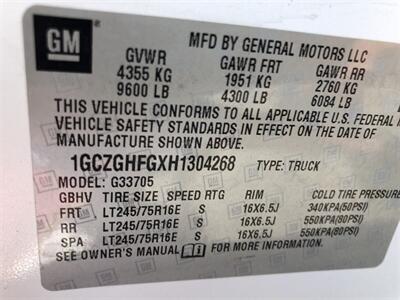 GM
MFD BY GENERAL MOTORS LLC
GVWR GAWR FRT GAWR RR
4355 KG 1951 KG 2760 KG
9600 LB 4300 LB 6084 LB
THIS VEHICLE CONFORMS TO ALL APPLICABLE U.S. FEDERAL
VEHICLE SAFETY STANDARDS IN EFFECT ON THE DATE OF
MANUFACTURE SHOWN ABOVE.
1GCZGHFGXH1304268 TYPE: TRUCK
MODEL: G33705
GBHV TIRE SIZE SPEED RTG RIM COLD TIRE PRESSURE
FRT LT245/75R16E S 16X6.5J 340KPA(50PSI)
RR LT245/75R16E S 16X6.5J 550KPA(80PSI)
SPA LT245/75R16E S 16X6.5J 550KPA(80PSI)
SEE OWNER'S MANUAL FOR